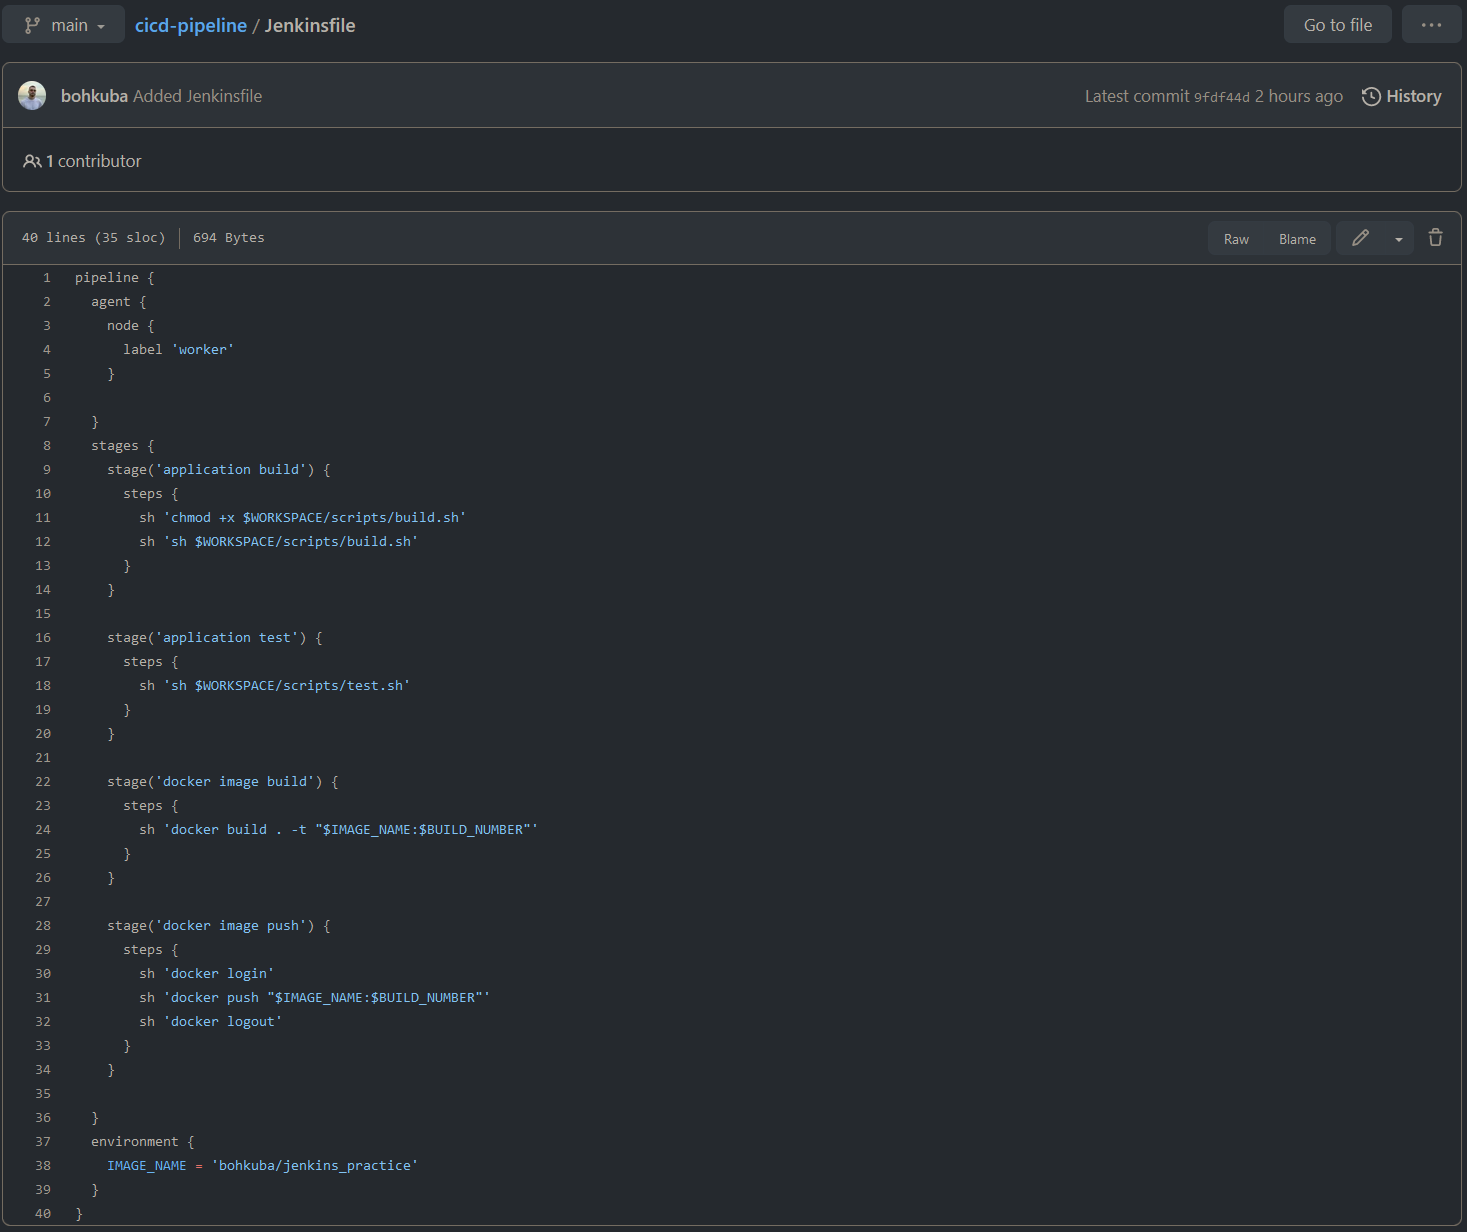 main
cicd-pipeline / Jenkinsfile
Go to file
...
bohkuba Added Jenkinsfile
Latest commit 9fdf44d 2 hours ago
History
1 contributor
40 lines (35 sloc) | 694 Bytes
Raw
Blame
1 pipeline {
2   agent {
3     node {
4       label 'worker'
5     }
6
7   }
8   stages {
9     stage('application build') {
10       steps {
11         sh 'chmod +x $WORKSPACE/scripts/build.sh'
12         sh 'sh $WORKSPACE/scripts/build.sh'
13       }
14     }
15
16     stage('application test') {
17       steps {
18         sh 'sh $WORKSPACE/scripts/test.sh'
19       }
20     }
21
22     stage('docker image build') {
23       steps {
24         sh 'docker build . -t "$IMAGE_NAME:$BUILD_NUMBER"'
25       }
26     }
27
28     stage('docker image push') {
29       steps {
30         sh 'docker login'
31         sh 'docker push "$IMAGE_NAME:$BUILD_NUMBER"'
32         sh 'docker logout'
33       }
34     }
35
36   }
37   environment {
38     IMAGE_NAME = 'bohkuba/jenkins_practice'
39   }
40 }